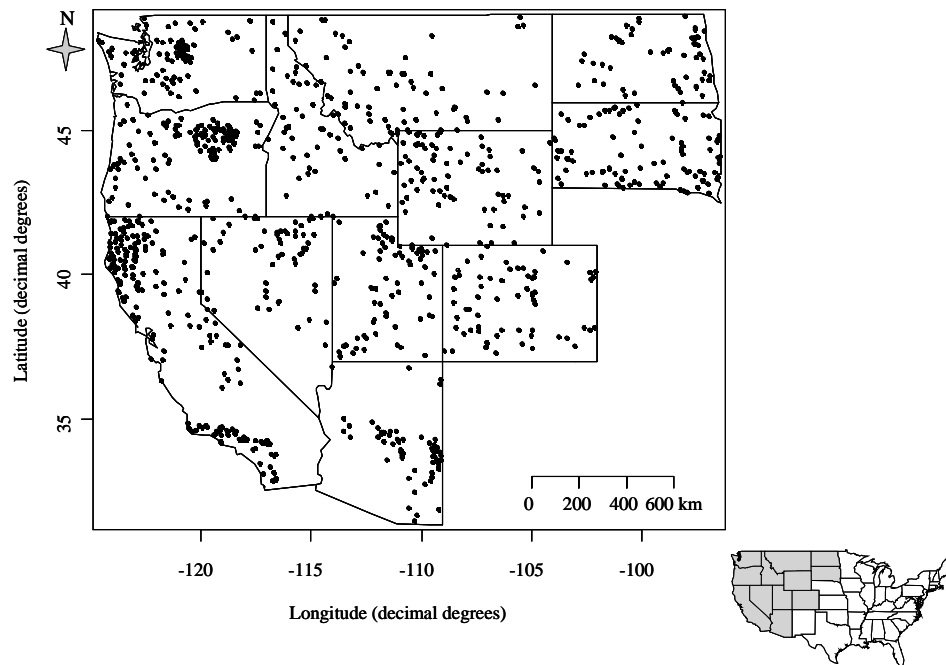 N
45
40
35
Latitude (decimal degrees)
0 200 400 600 km
-120 -115 -110 -105 -100
Longitude (decimal degrees)